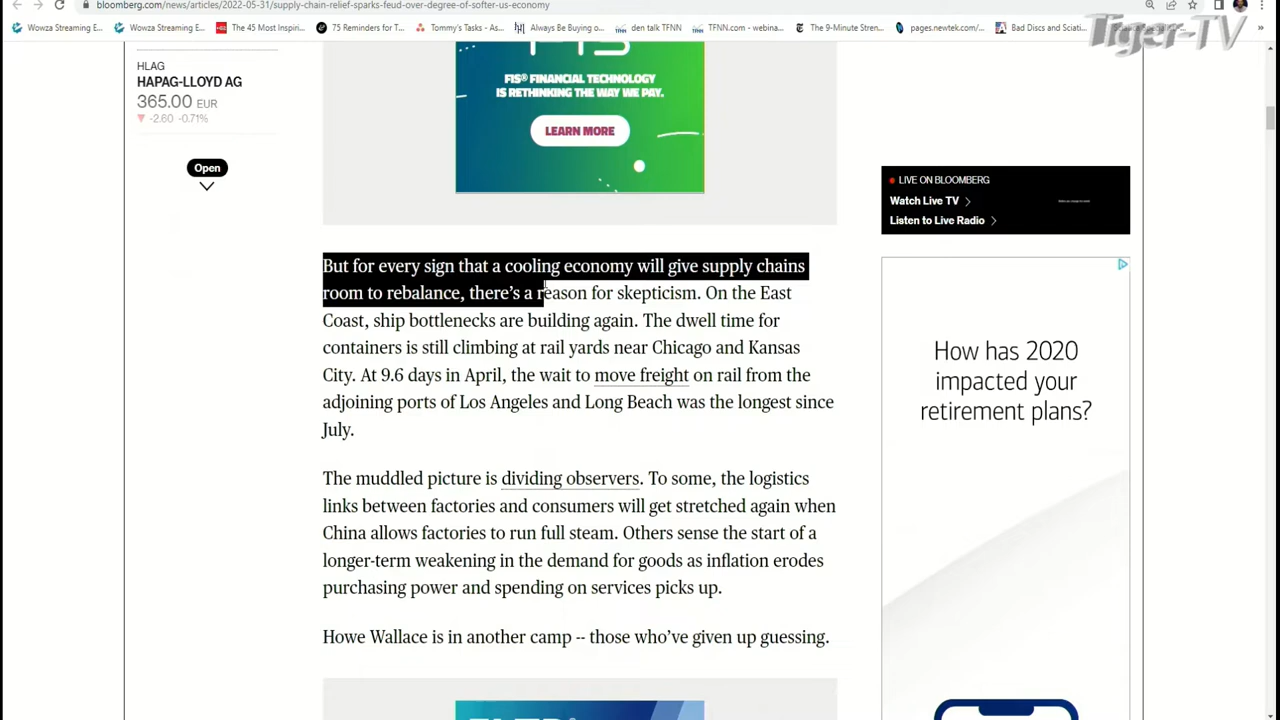 bloomberg.com/news/articles/2022-05-31/supply-chain-relief-sparks-feud-over-degree-of-softer-us-economy
Wowza Streaming E... Wowza Streaming E... The 45 Most Inspiri... 75 Reminders for T... Tommy's Tasks - As... Always Be Buying o... den talk TFNN TFNN.com - webina... The 9-Minute Stren... pages.newtek.com/... Bad Discs and Sciati...
Tiger-TV
HLAG
HAPAG-LLOYD AG
365.00 EUR
-2.60 -0.71%
Open
FIS
FIS® FINANCIAL TECHNOLOGY
IS RETHINKING THE WAY WE PAY.
LEARN MORE
LIVE ON BLOOMBERG
Watch Live TV
Listen to Live Radio
But for every sign that a cooling economy will give supply chains
room to rebalance, there's a reason for skepticism. On the East
Coast, ship bottlenecks are building again. The dwell time for
containers is still climbing at rail yards near Chicago and Kansas
City. At 9.6 days in April, the wait to move freight on rail from the
adjoining ports of Los Angeles and Long Beach was the longest since
July.
The muddled picture is dividing observers. To some, the logistics
links between factories and consumers will get stretched again when
China allows factories to run full steam. Others sense the start of a
longer-term weakening in the demand for goods as inflation erodes
purchasing power and spending on services picks up.
Howe Wallace is in another camp -- those who've given up guessing.
How has 2020
impacted your
retirement plans?